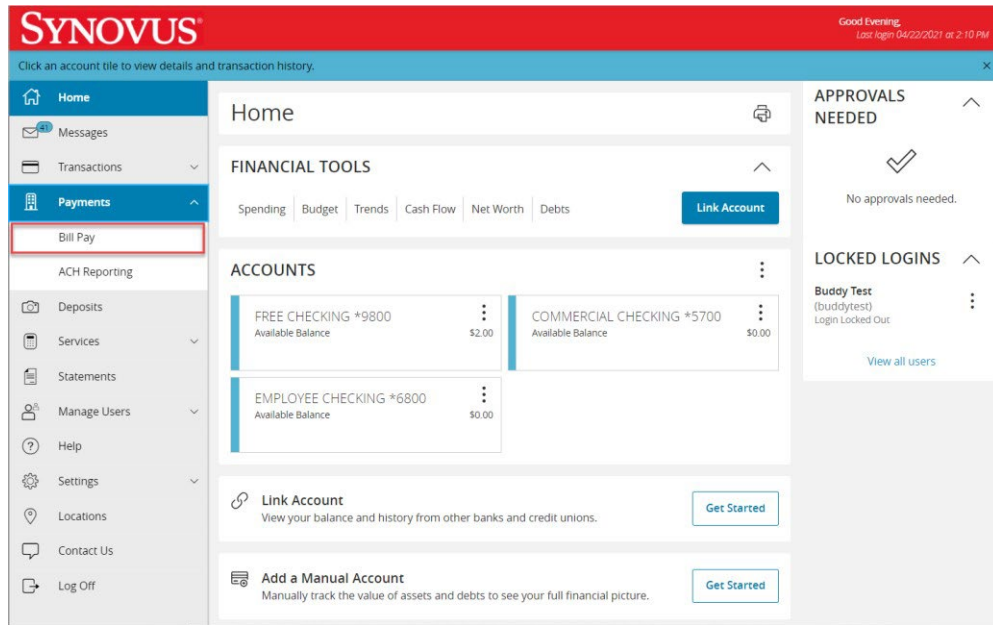 SYNOVUS®
Good Evening,
Last login 04/22/2021 at 2:10 PM
Click an account tile to view details and transaction history.
Home
41
Messages
Transactions
Payments
Bill Pay
ACH Reporting
Deposits
Services
Statements
Manage Users
Help
Settings
Locations
Contact Us
Log Off
Home
FINANCIAL TOOLS
Spending Budget Trends Cash Flow Net Worth Debts Link Account
ACCOUNTS
FREE CHECKING *9800
Available Balance $2.00
COMMERCIAL CHECKING *5700
Available Balance $0.00
EMPLOYEE CHECKING *6800
Available Balance $0.00
Link Account
View your balance and history from other banks and credit unions.
Get Started
Add a Manual Account
Manually track the value of assets and debts to see your full financial picture.
Get Started
APPROVALS
NEEDED
No approvals needed.
LOCKED LOGINS
Buddy Test
(buddytest)
Login Locked Out
View all users